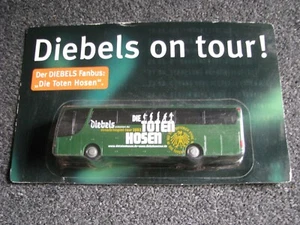 Diebels on tour!
Der DIEBELS Fanbus:
„Die Toten Hosen“.
Diebels
DIE
TOTEN
HOSEN